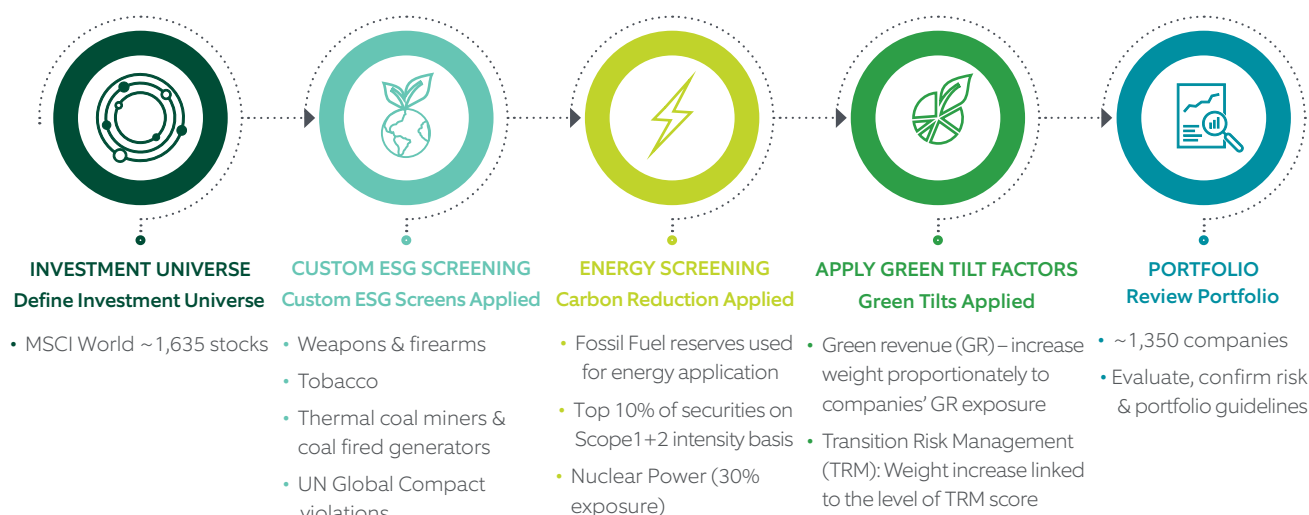 INVESTMENT UNIVERSE
Define Investment Universe
• MSCI World ~1,635 stocks
CUSTOM ESG SCREENING
Custom ESG Screens Applied
• Weapons & firearms
• Tobacco
• Thermal coal miners &
coal fired generators
• UN Global Compact
violations
ENERGY SCREENING
Carbon Reduction Applied
• Fossil Fuel reserves used
for energy application
• Top 10% of securities on
Scope1+2 intensity basis
• Nuclear Power (30%
exposure)
APPLY GREEN TILT FACTORS
Green Tilts Applied
• Green revenue (GR) – increase
weight proportionately to
companies' GR exposure
• Transition Risk Management
(TRM): Weight increase linked
to the level of TRM score
PORTFOLIO
Review Portfolio
• ~1,350 companies
• Evaluate, confirm risk
& portfolio guidelines